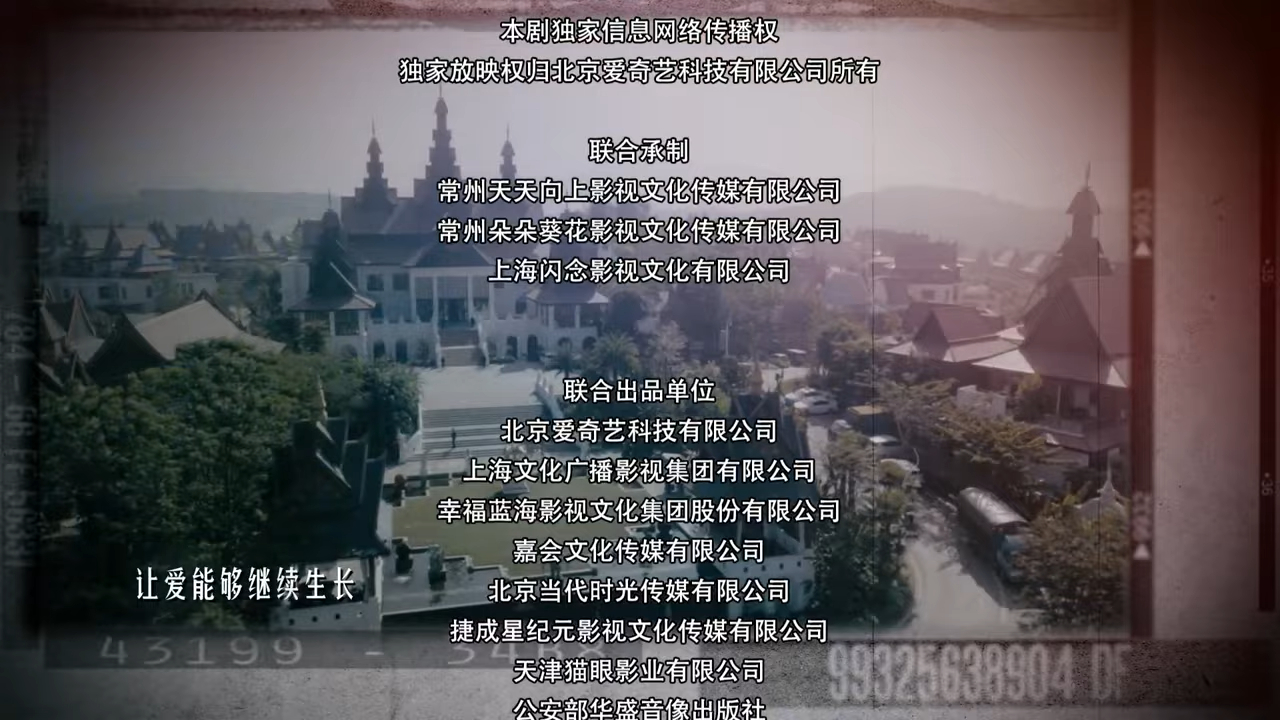 本剧独家信息网络传播权
独家放映权归北京爱奇艺科技有限公司所有
联合承制
常州天天向上影视文化传媒有限公司
常州朵朵葵花影视文化传媒有限公司
上海闪念影视文化有限公司
联合出品单位
北京爱奇艺科技有限公司
上海文化广播影视集团有限公司
幸福蓝海影视文化集团股份有限公司
嘉会文化传媒有限公司
让爱能够继续生长
北京当代时光传媒有限公司
捷成星纪元影视文化传媒有限公司
43199 -
天津猫眼影业有限公司
99325638904 DF
公安部华盛音像出版社